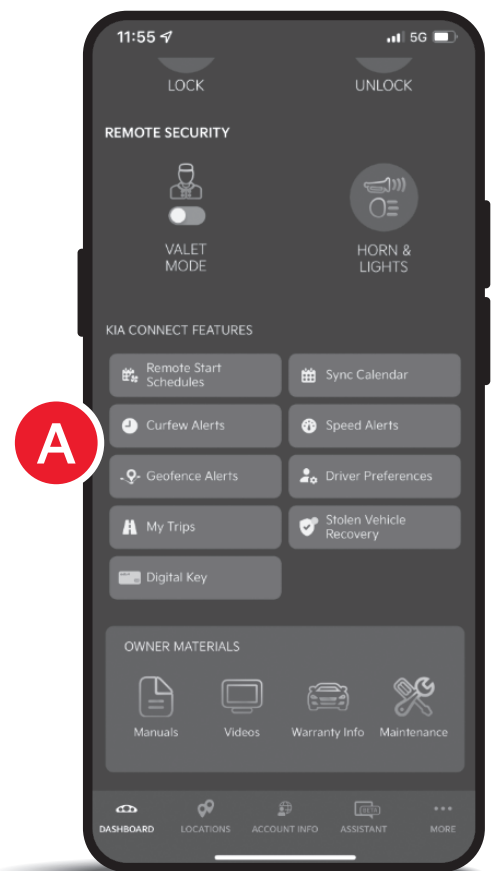 11:55
5G
LOCK
UNLOCK
REMOTE SECURITY
VALET
MODE
HORN &
LIGHTS
KIA CONNECT FEATURES
Remote Start
Schedules
Sync Calendar
Curfew Alerts
Speed Alerts
A
Geofence Alerts
Driver Preferences
My Trips
Stolen Vehicle
Recovery
Digital Key
OWNER MATERIALS
Manuals
Videos
Warranty Info
Maintenance
BETA
DASHBOARD
LOCATIONS
ACCOUNT INFO
ASSISTANT
MORE